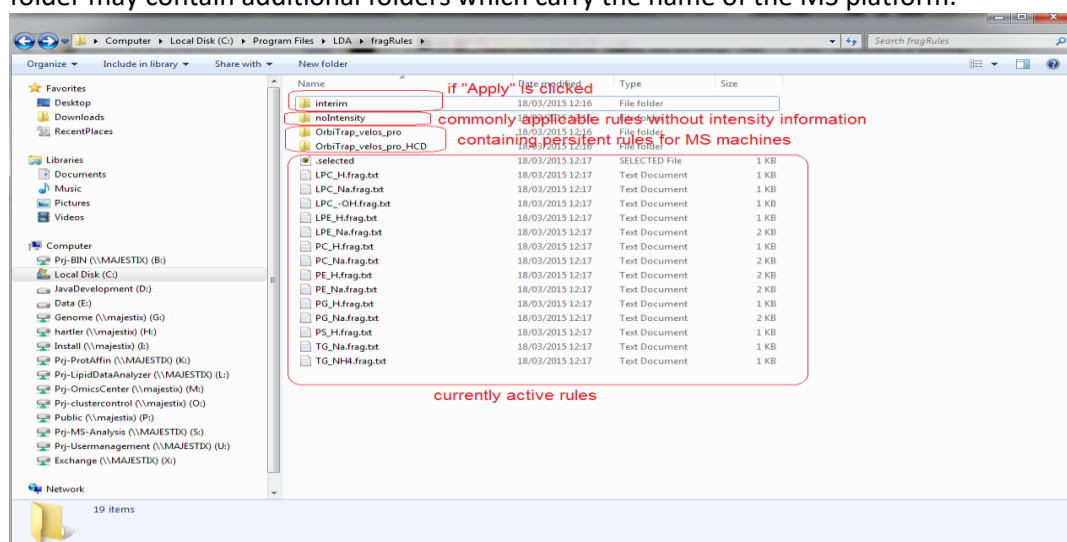 folder may contain additional folders which carry the name of the MS platform.
Computer ▸ Local Disk (C:) ▸ Program Files ▸ LDA ▸ fragRules ▸
Search fragRules
Organize ▾ Include in library ▾ Share with ▾ New folder
Name Date modified Type Size
if "Apply" is clicked
Favorites
Desktop
Downloads
RecentPlaces
Libraries
Documents
Music
Pictures
Videos
Computer
Prj-BIN (\\MAJESTIX) (B:)
Local Disk (C:)
JavaDevelopment (D:)
Data (E:)
Genome (\\majestix) (G:)
hartler (\\majestix) (H:)
Install (\\majestix) (I:)
Prj-ProtAffin (\\MAJESTIX) (K:)
Prj-LipidDataAnalyzer (\\MAJESTIX) (L:)
Prj-OmicsCenter (\\majestix) (M:)
Prj-clustercontrol (\\majestix) (O:)
Public (\\majestix) (P:)
Prj-MS-Analysis (\\MAJESTIX) (S:)
Prj-Usermanagement (\\MAJESTIX) (U:)
Exchange (\\MAJESTIX) (X:)
Network
interim 18/03/2015 12:16 File folder
noIntensity 18/03/2015 12:16 File folder
commonly applicable rules without intensity information
OrbiTrap_velos_pro 18/03/2015 12:16 File folder
containing persitent rules for MS machines
OrbiTrap_velos_pro_HCD 18/03/2015 12:16 File folder
.selected 18/03/2015 12:17 SELECTED File 1 KB
LPC_H.frag.txt 18/03/2015 12:17 Text Document 1 KB
LPC_Na.frag.txt 18/03/2015 12:17 Text Document 1 KB
LPC_-OH.frag.txt 18/03/2015 12:17 Text Document 1 KB
LPE_H.frag.txt 18/03/2015 12:17 Text Document 1 KB
LPE_Na.frag.txt 18/03/2015 12:17 Text Document 2 KB
PC_H.frag.txt 18/03/2015 12:17 Text Document 1 KB
PC_Na.frag.txt 18/03/2015 12:17 Text Document 2 KB
PE_H.frag.txt 18/03/2015 12:17 Text Document 2 KB
PE_Na.frag.txt 18/03/2015 12:17 Text Document 2 KB
PG_H.frag.txt 18/03/2015 12:17 Text Document 1 KB
PG_Na.frag.txt 18/03/2015 12:17 Text Document 2 KB
PS_H.frag.txt 18/03/2015 12:17 Text Document 1 KB
TG_Na.frag.txt 18/03/2015 12:17 Text Document 1 KB
TG_NH4.frag.txt 18/03/2015 12:17 Text Document 1 KB
currently active rules
19 items